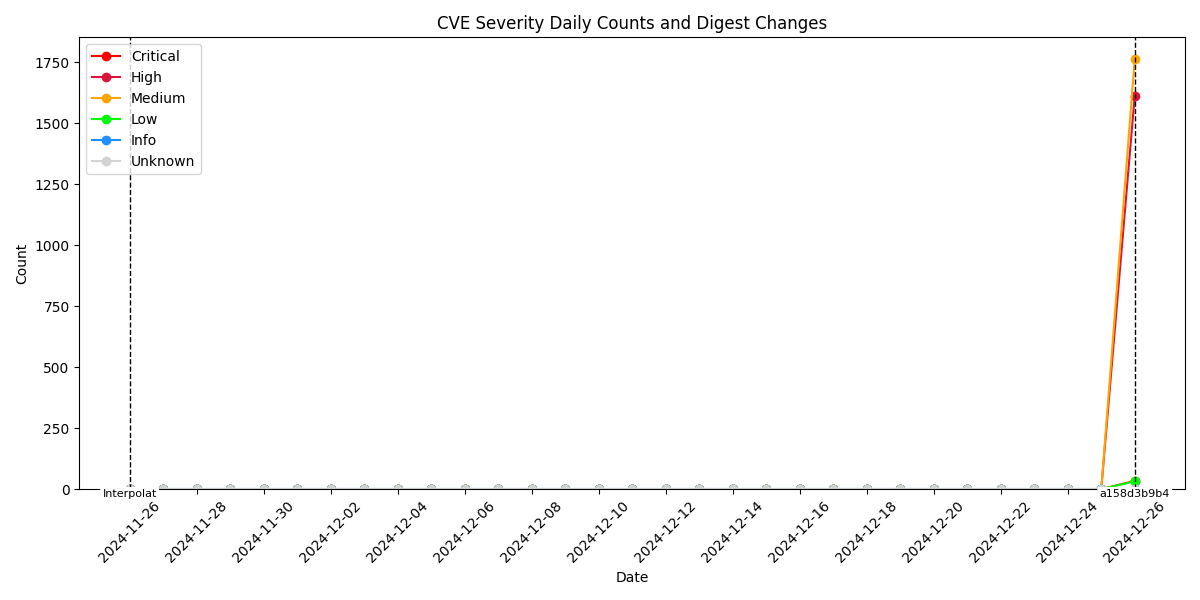 CVE Severity Daily Counts and Digest Changes
Critical
High
Medium
Low
Info
Unknown
1750
1500
1250
1000
750
500
250
0
Count
Interpolat
a158d3b9b4
2024-11-26
2024-11-28
2024-11-30
2024-12-02
2024-12-04
2024-12-06
2024-12-08
2024-12-10
2024-12-12
2024-12-14
2024-12-16
2024-12-18
2024-12-20
2024-12-22
2024-12-24
2024-12-26
Date